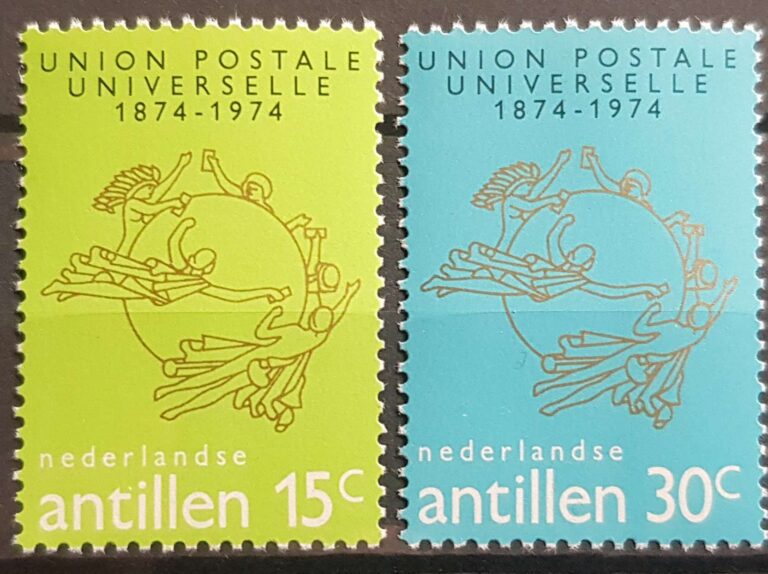 UNION POSTALE
UNIVERSELLE
1874-1974
nederlandse
antillen 15c
UNION POSTALE
UNIVERSELLE
1874-1974
nederlandse
antillen 30c